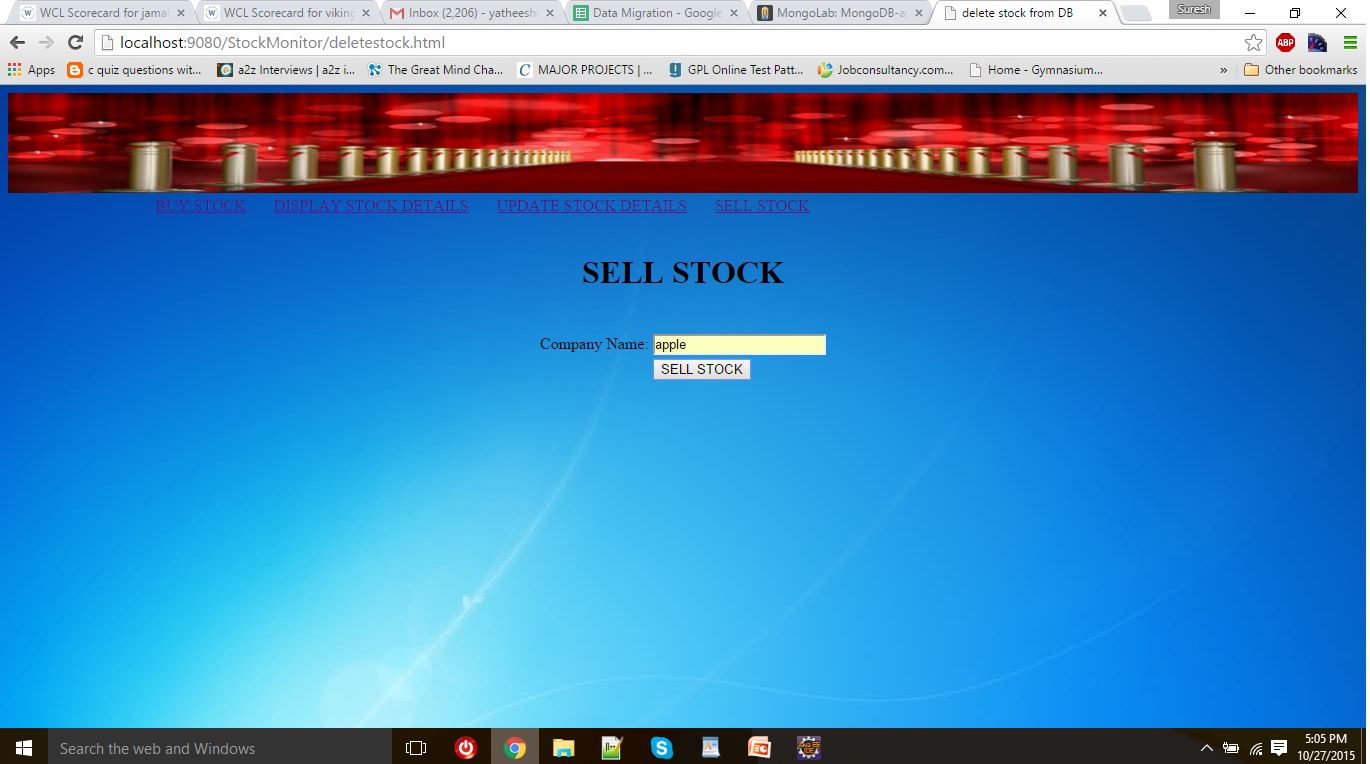 WCL Scorecard for jama
WCL Scorecard for viking
Inbox (2,206) - yatheesh
Data Migration - Google
MongoLab: MongoDB-a
delete stock from DB
Suresh
localhost:9080/StockMonitor/deletestock.html
ABP
Apps
c quiz questions wit...
a2z Interviews | a2z i...
The Great Mind Cha...
MAJOR PROJECTS | ...
GPL Online Test Patt...
Jobconsultancy.com...
Home - Gymnasium...
»
Other bookmarks
BUY STOCK
DISPLAY STOCK DETAILS
UPDATE STOCK DETAILS
SELL STOCK
SELL STOCK
Company Name: apple
SELL STOCK
Search the web and Windows
Java EE
IDE
5:05 PM
10/27/2015